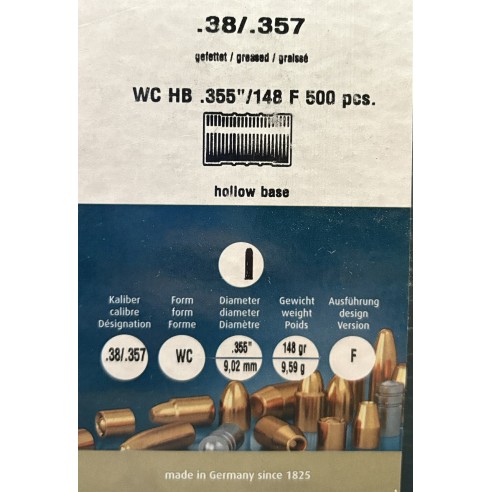 .38/.357
gefettet / greased / graissé
WC HB .355"/148 F 500 pcs.
hollow base
Kaliber Form Diameter Gewicht Ausführung
calibre form diameter weight design
Désignation Forme Diamètre Poids Version
.38/.357 WC .355" 148 gr F
9,02 mm 9,59 g
made in Germany since 1825